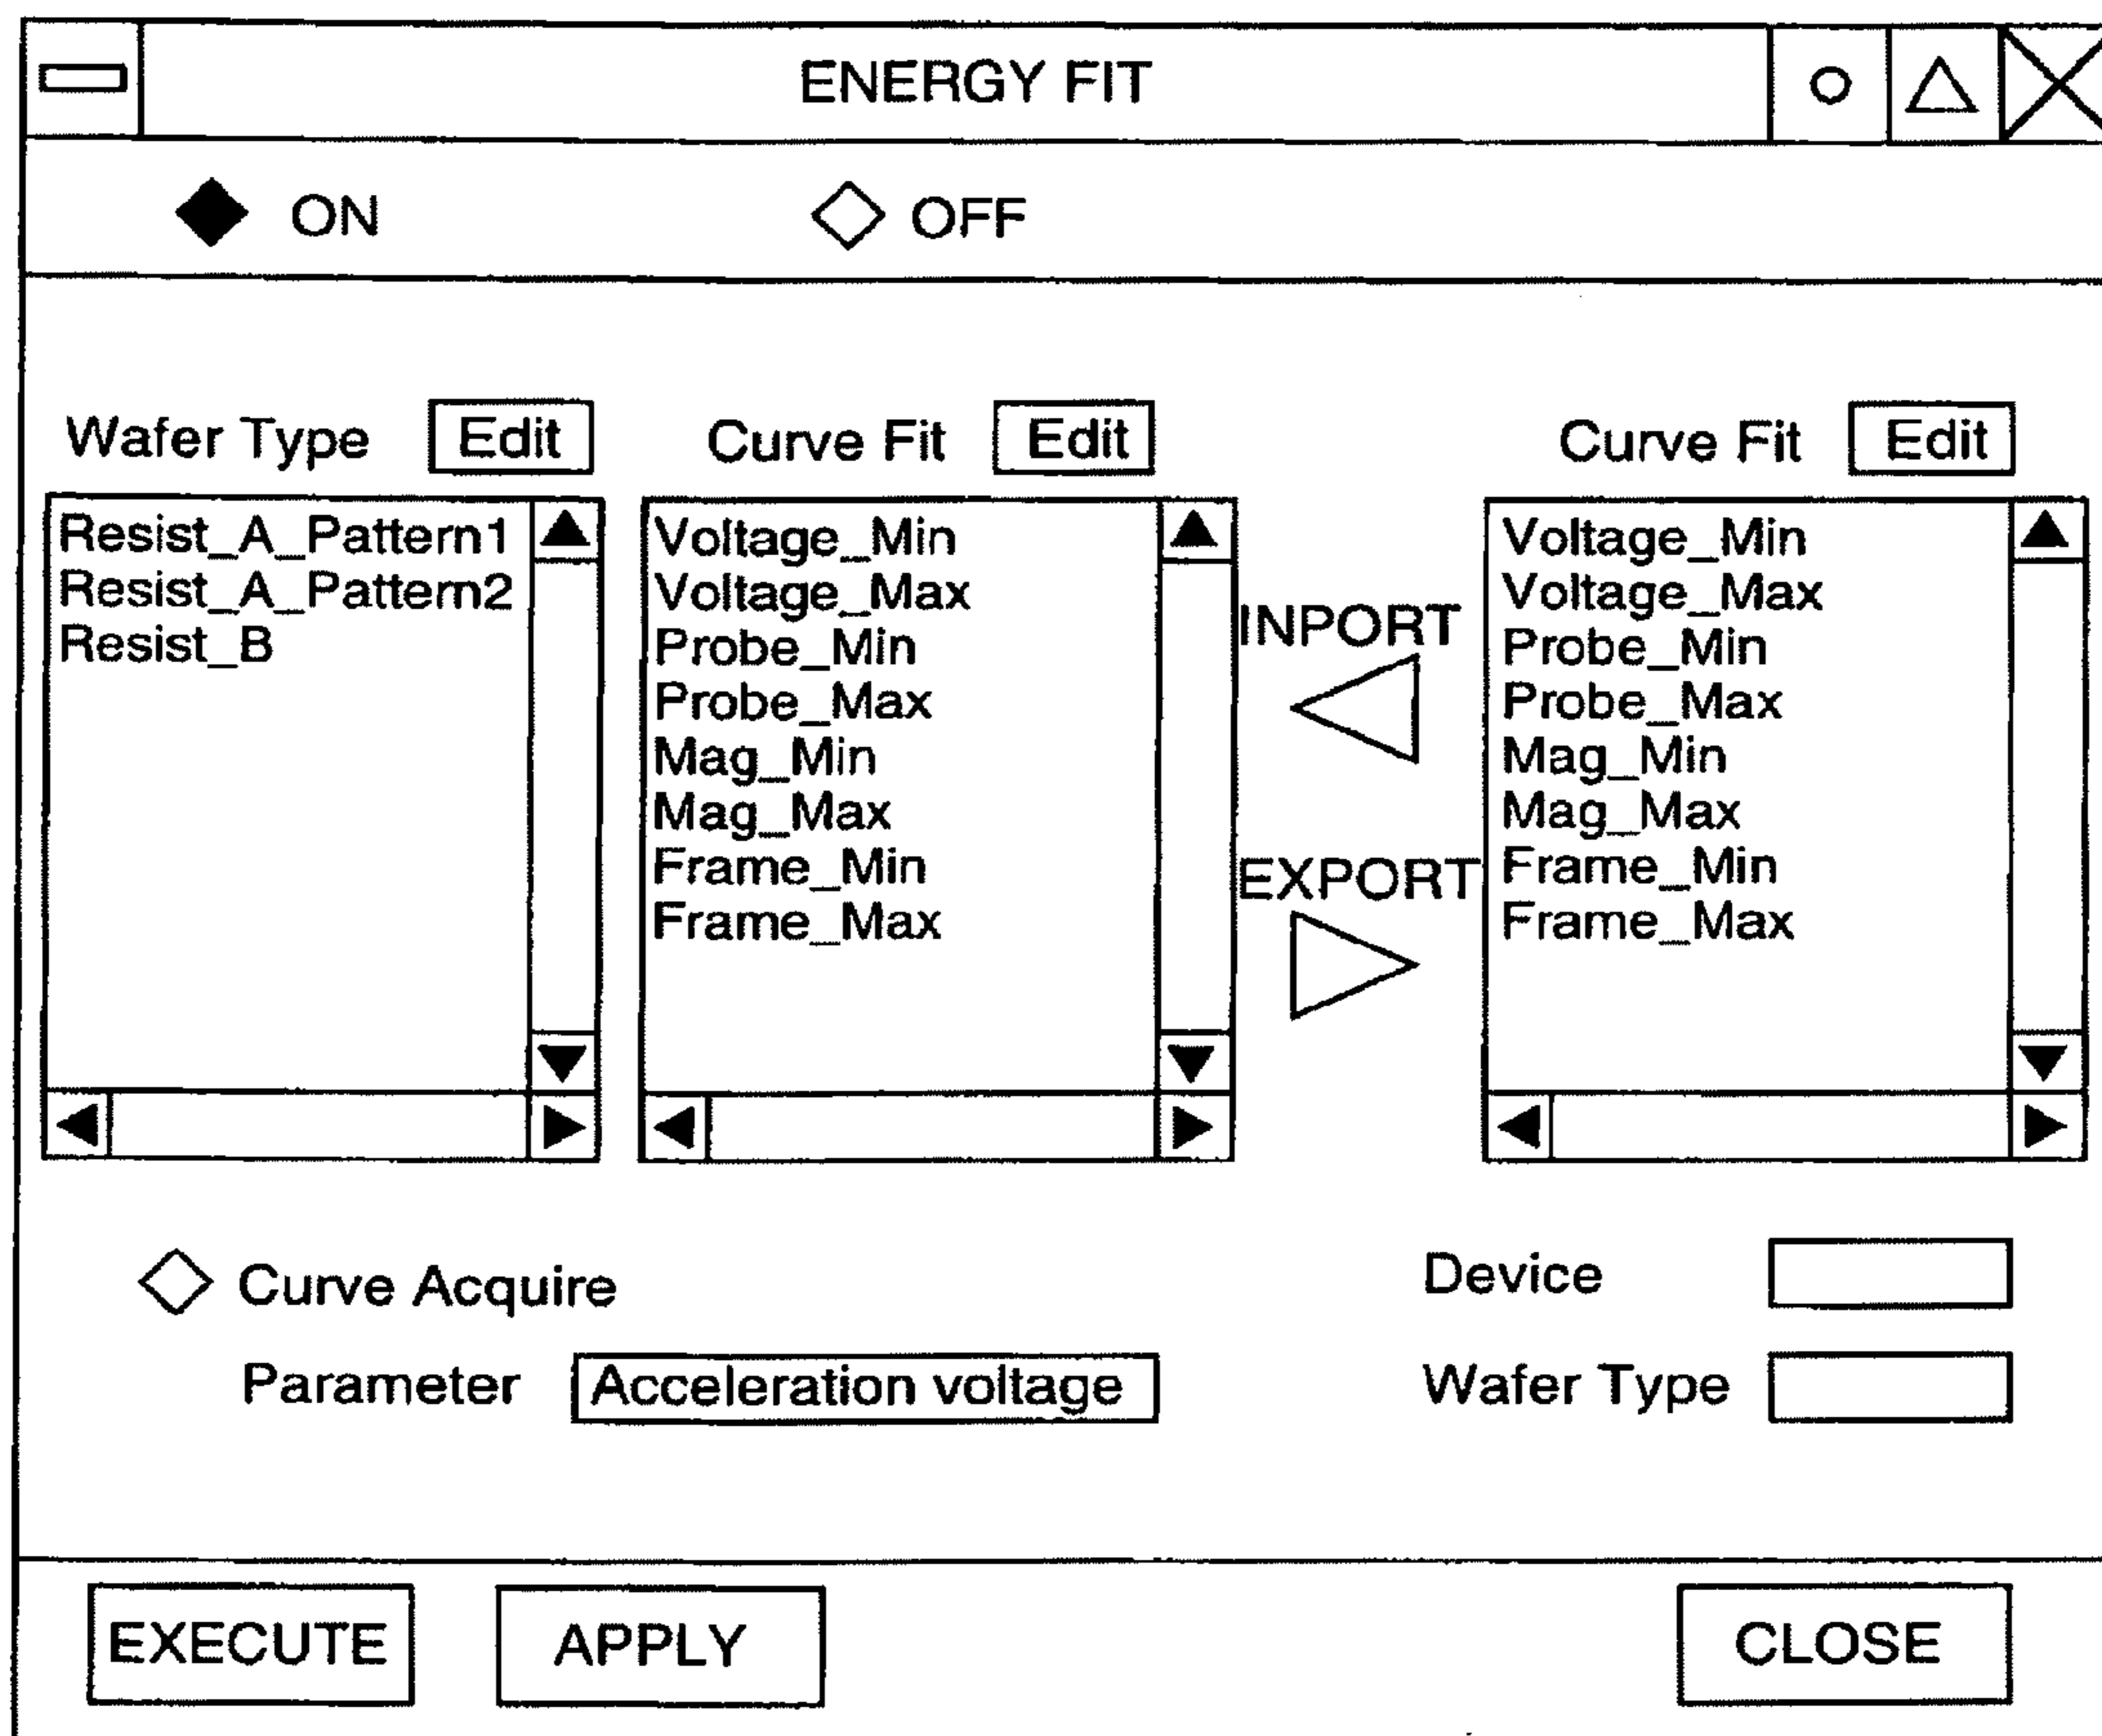 ENERGY FIT
ON OFF
Wafer Type Edit Curve Fit Edit Curve Fit Edit
Resist_A_Pattern1
Resist_A_Pattern2
Resist_B
Voltage_Min
Voltage_Max
Probe_Min
Probe_Max
Mag_Min
Mag_Max
Frame_Min
Frame_Max
INPORT
EXPORT
Voltage_Min
Voltage_Max
Probe_Min
Probe_Max
Mag_Min
Mag_Max
Frame_Min
Frame_Max
Curve Acquire
Parameter Acceleration voltage
Device
Wafer Type
EXECUTE APPLY CLOSE